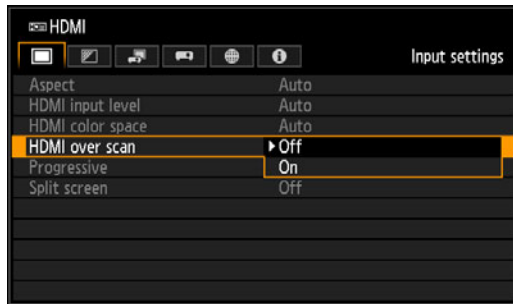 HDMI
Input settings
Aspect Auto
HDMI input level Auto
HDMI color space Auto
HDMI over scan Off
Progressive On
Split screen Off